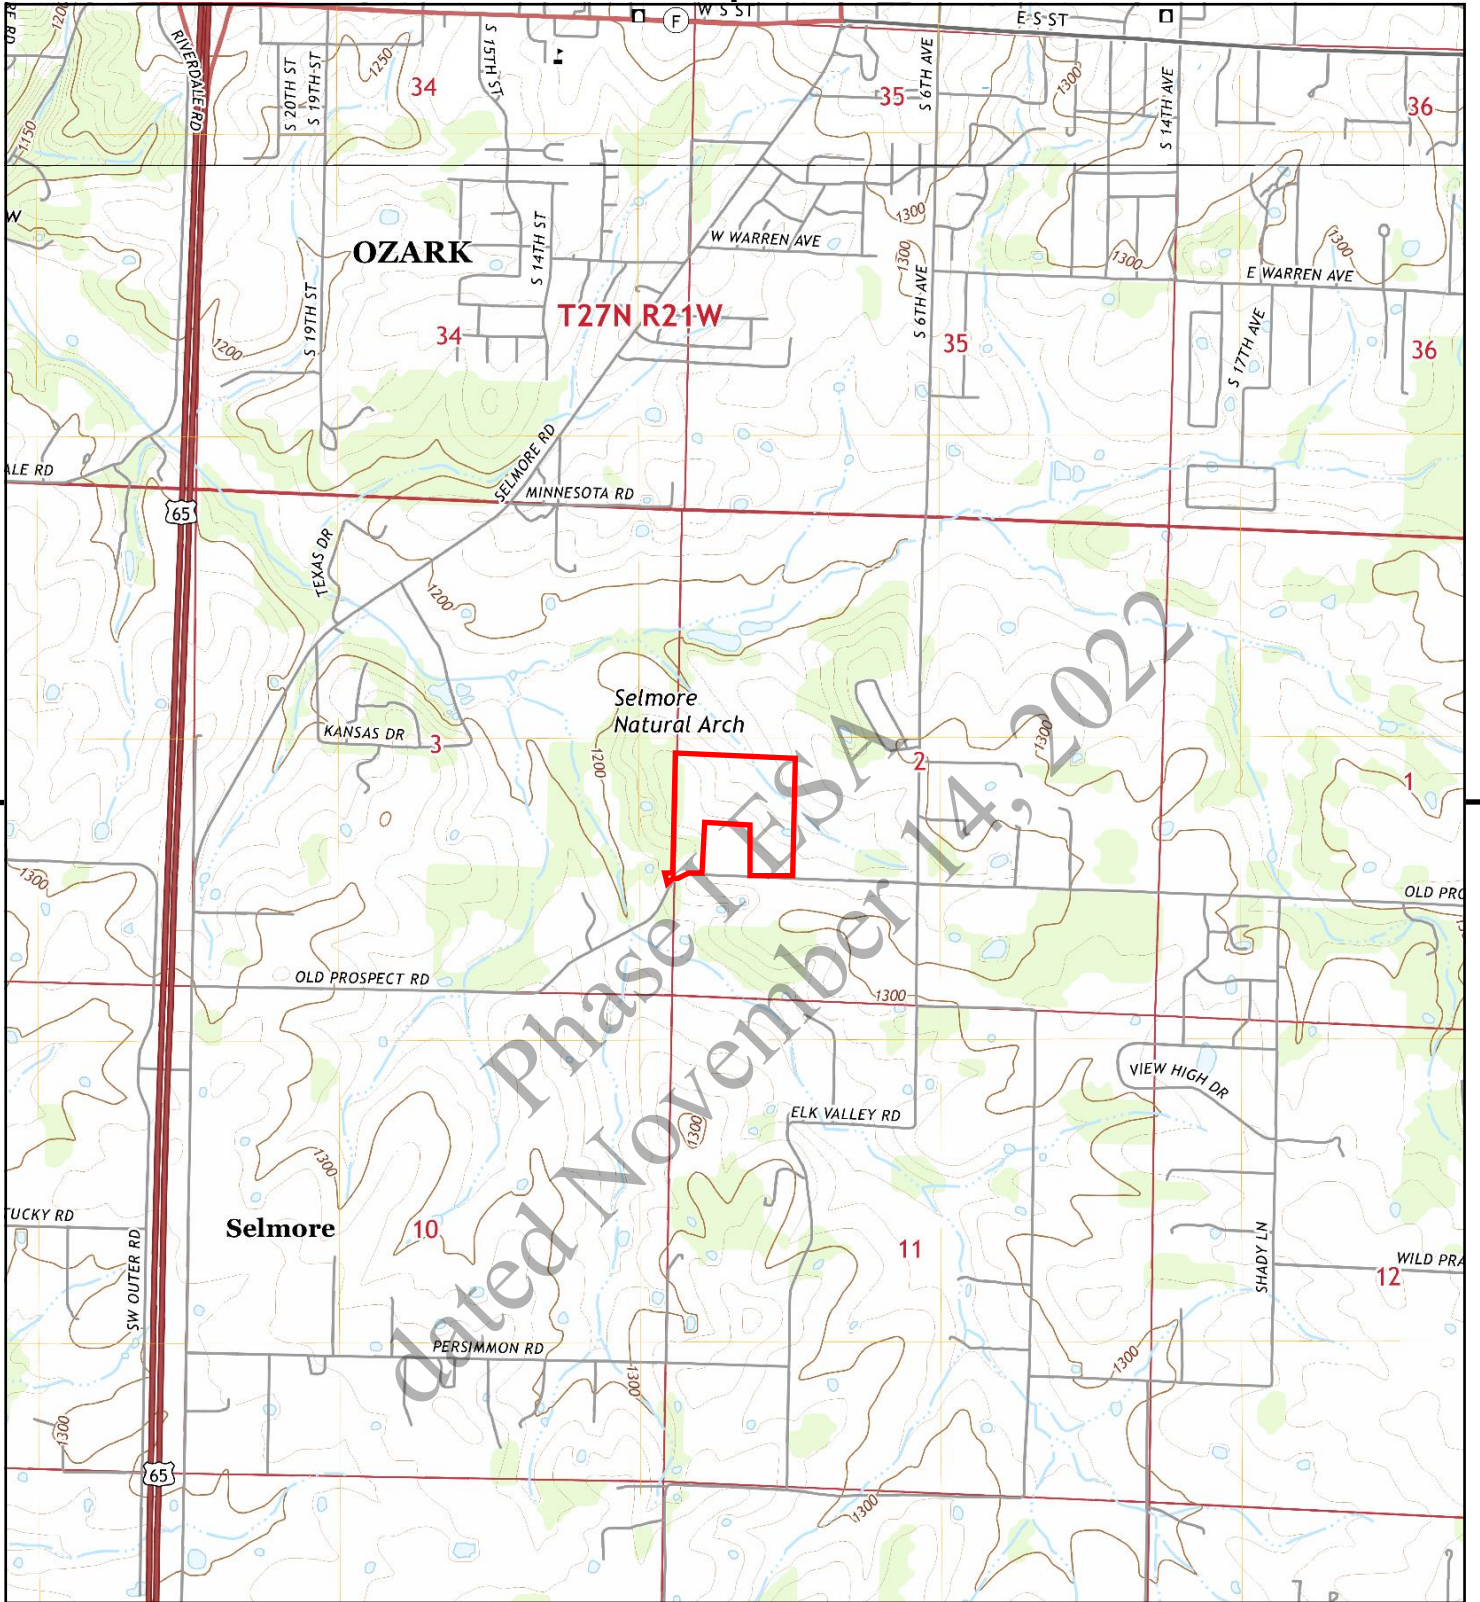 W S ST
E S ST
F
RE RD
1200
RIVERDALE RD
S 20TH ST
S 19TH ST
1250
34
S 15TH ST
35
S 6TH AVE
1300
S 14TH AVE
36
1150
W
OZARK
S 14TH ST
W WARREN AVE
1300
1300
1300
1300
E WARREN AVE
S 19TH ST
1200
34
T27N R21W
S 6TH AVE
35
S 17TH AVE
36
ALE RD
65
SELMORE RD
MINNESOTA RD
TEXAS DR
1200
Selmore
Natural Arch
KANSAS DR
3
1200
2
1300
1
1300
OLD PRO
OLD PROSPECT RD
1300
Phase I ESA
dated November 14, 2022
VIEW HIGH DR
ELK VALLEY RD
1300
1300
TUCKY RD
Selmore
10
11
SW OUTER RD
SHADY LN
WILD PRA
12
PERSIMMON RD
1300
1300
1300
65
1300